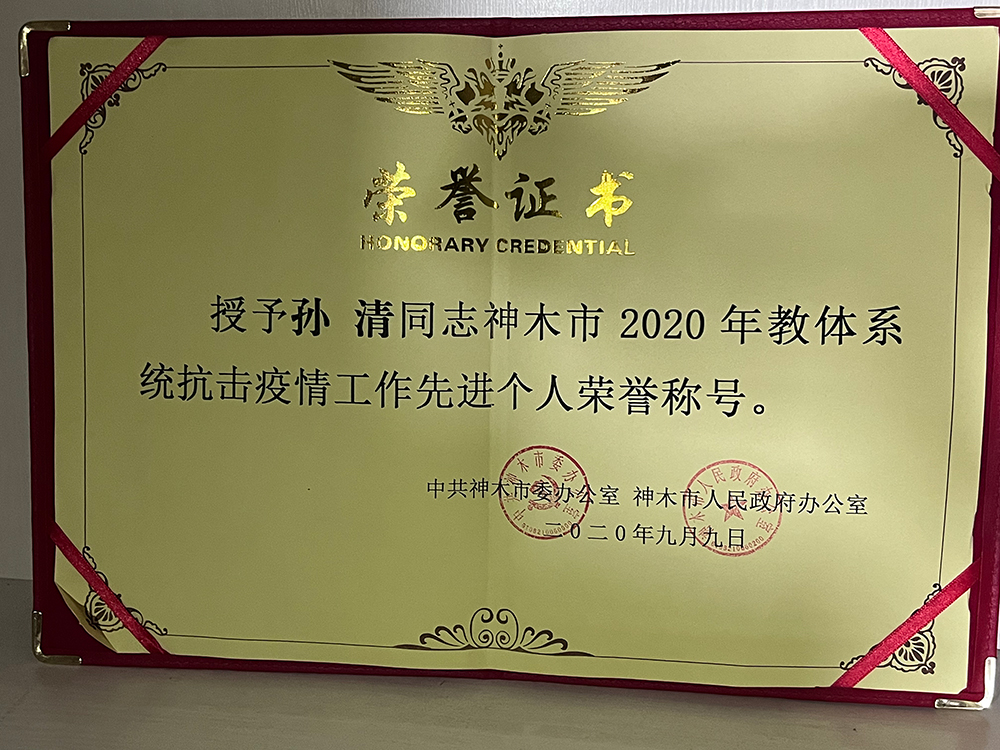 荣誉证书
HONORARY CREDENTIAL
授予孙 清同志神木市 2020 年教体系
统抗击疫情工作先进个人荣誉称号。
中共神木市委办公室 神木市人民政府办公室
二〇二〇年九月九日